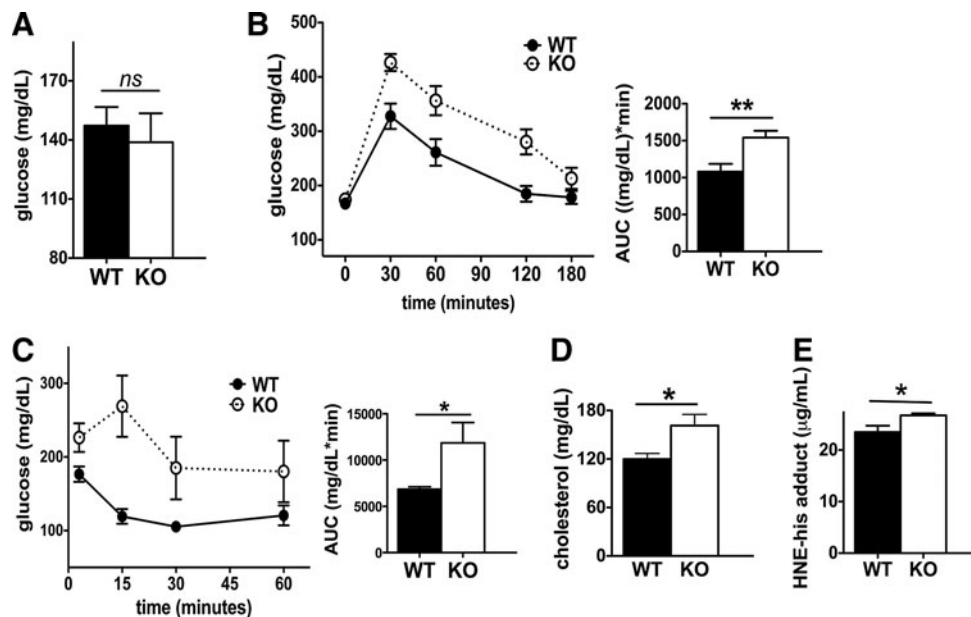 A
glucose (mg/dL)
170
140
110
80
ns
WT KO
B
glucose (mg/dL)
500
400
300
200
100
WT
KO
0 30 60 90 120 180
time (minutes)
AUC ((mg/dL)*min)
2000
1500
1000
500
0
**
WT KO
C
glucose (mg/dL)
300
200
100
WT
KO
0 15 30 45 60
time (minutes)
AUC (mg/dL*min)
15000
10000
5000
0
*
WT KO
D
cholesterol (mg/dL)
180
120
60
0
*
WT KO
E
HNE-his adduct (µg/mL)
20
10
0
*
WT KO